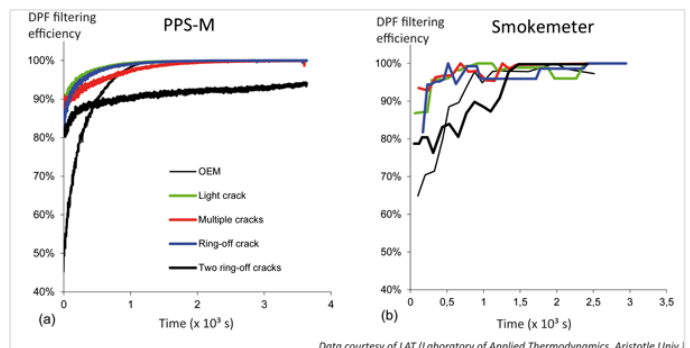 DPF filtering
efficiency
PPS-M
100%
90%
80%
70%
60%
50%
40%
OEM
Light crack
Multiple cracks
Ring-off crack
Two ring-off cracks
0
1
2
3
4
(a)
Time (x 10³ s)
DPF filtering
efficiency
Smokemeter
100%
90%
80%
70%
60%
50%
40%
0
0,5
1
1,5
2
2,5
3
3,5
(b)
Time (x 10³ s)
Data courtesy of LAT (Laboratory of Applied Thermodynamics, Aristotle Univ.)